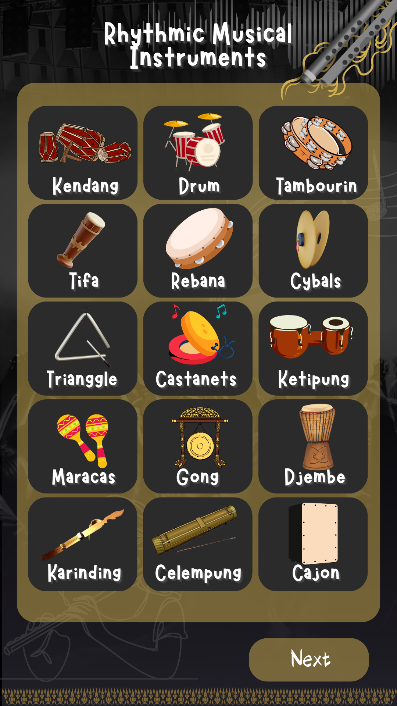 Rhythmic Musical
Instruments
Kendang
Drum
Tambourin
Tifa
Rebana
Cybals
Trianggle
Castanets
Ketipung
Maracas
Gong
Djembe
Karinding
Celempung
Cajon
Next